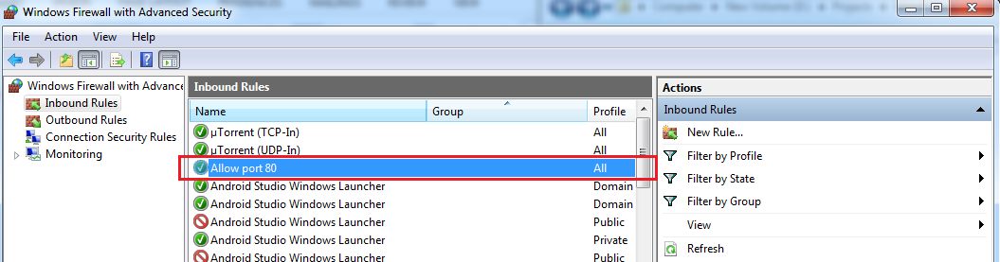 Windows Firewall with Advanced Security
File Action View Help
Windows Firewall with Advance
Inbound Rules
Outbound Rules
Connection Security Rules
Monitoring
Inbound Rules
Name Group Profile
µTorrent (TCP-In) All
µTorrent (UDP-In) All
Allow port 80 All
Android Studio Windows Launcher Domain
Android Studio Windows Launcher Domain
Android Studio Windows Launcher Public
Android Studio Windows Launcher Private
Android Studio Windows Launcher Public
Actions
Inbound Rules
New Rule...
Filter by Profile
Filter by State
Filter by Group
View
Refresh